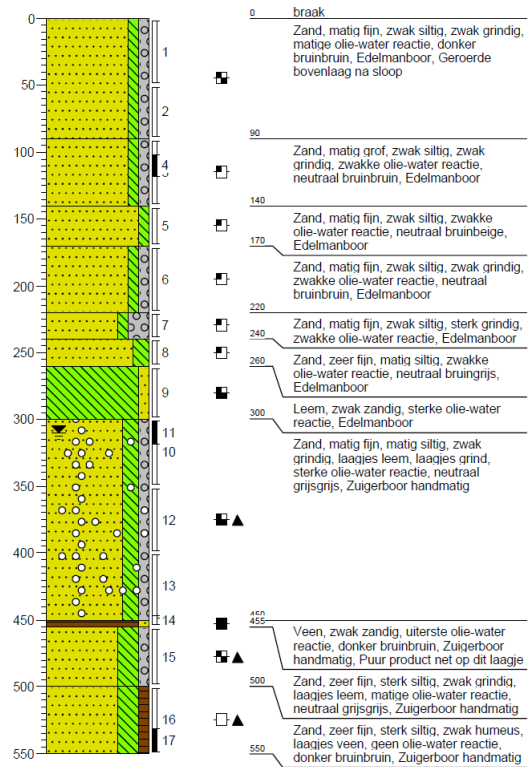 0
50
100
150
200
250
300
350
400
450
500
550
1
2
4
5
6
7
8
9
11
10
12
13
14
15
16
17
0 braak
Zand, matig fijn, zwak siltig, zwak grindig,
matige olie-water reactie, donker
bruinbruin, Edelmanboor, Geroerde
bovenlaag na sloop
90
Zand, matig grof, zwak siltig, zwak
grindig, zwakke olie-water reactie,
neutraal bruinbruin, Edelmanboor
140
Zand, matig fijn, zwak siltig, zwakke
olie-water reactie, neutraal bruinbeige,
Edelmanboor
170
Zand, matig fijn, zwak siltig, zwak grindig,
zwakke olie-water reactie, neutraal
bruinbruin, Edelmanboor
220
Zand, matig fijn, zwak siltig, sterk grindig,
zwakke olie-water reactie, Edelmanboor
240
Zand, zeer fijn, matig siltig, zwakke
olie-water reactie, neutraal bruingrijs,
Edelmanboor
260
Leem, zwak zandig, sterke olie-water
reactie, Edelmanboor
300
Zand, matig fijn, matig siltig, zwak
grindig, laagjes leem, laagjes grind,
sterke olie-water reactie, neutraal
grijsgrijs, Zuigerboor handmatig
450
455
Veen, zwak zandig, uiterste olie-water
reactie, donker bruinbruin, Zuigerboor
handmatig, Puur product net op dit laagje
Zand, zeer fijn, sterk siltig, zwak grindig,
laagjes leem, matige olie-water reactie,
neutraal grijsgrijs, Zuigerboor handmatig
500
Zand, zeer fijn, sterk siltig, zwak humeus,
laagjes veen, geen olie-water reactie,
donker bruinbruin, Zuigerboor handmatig
550